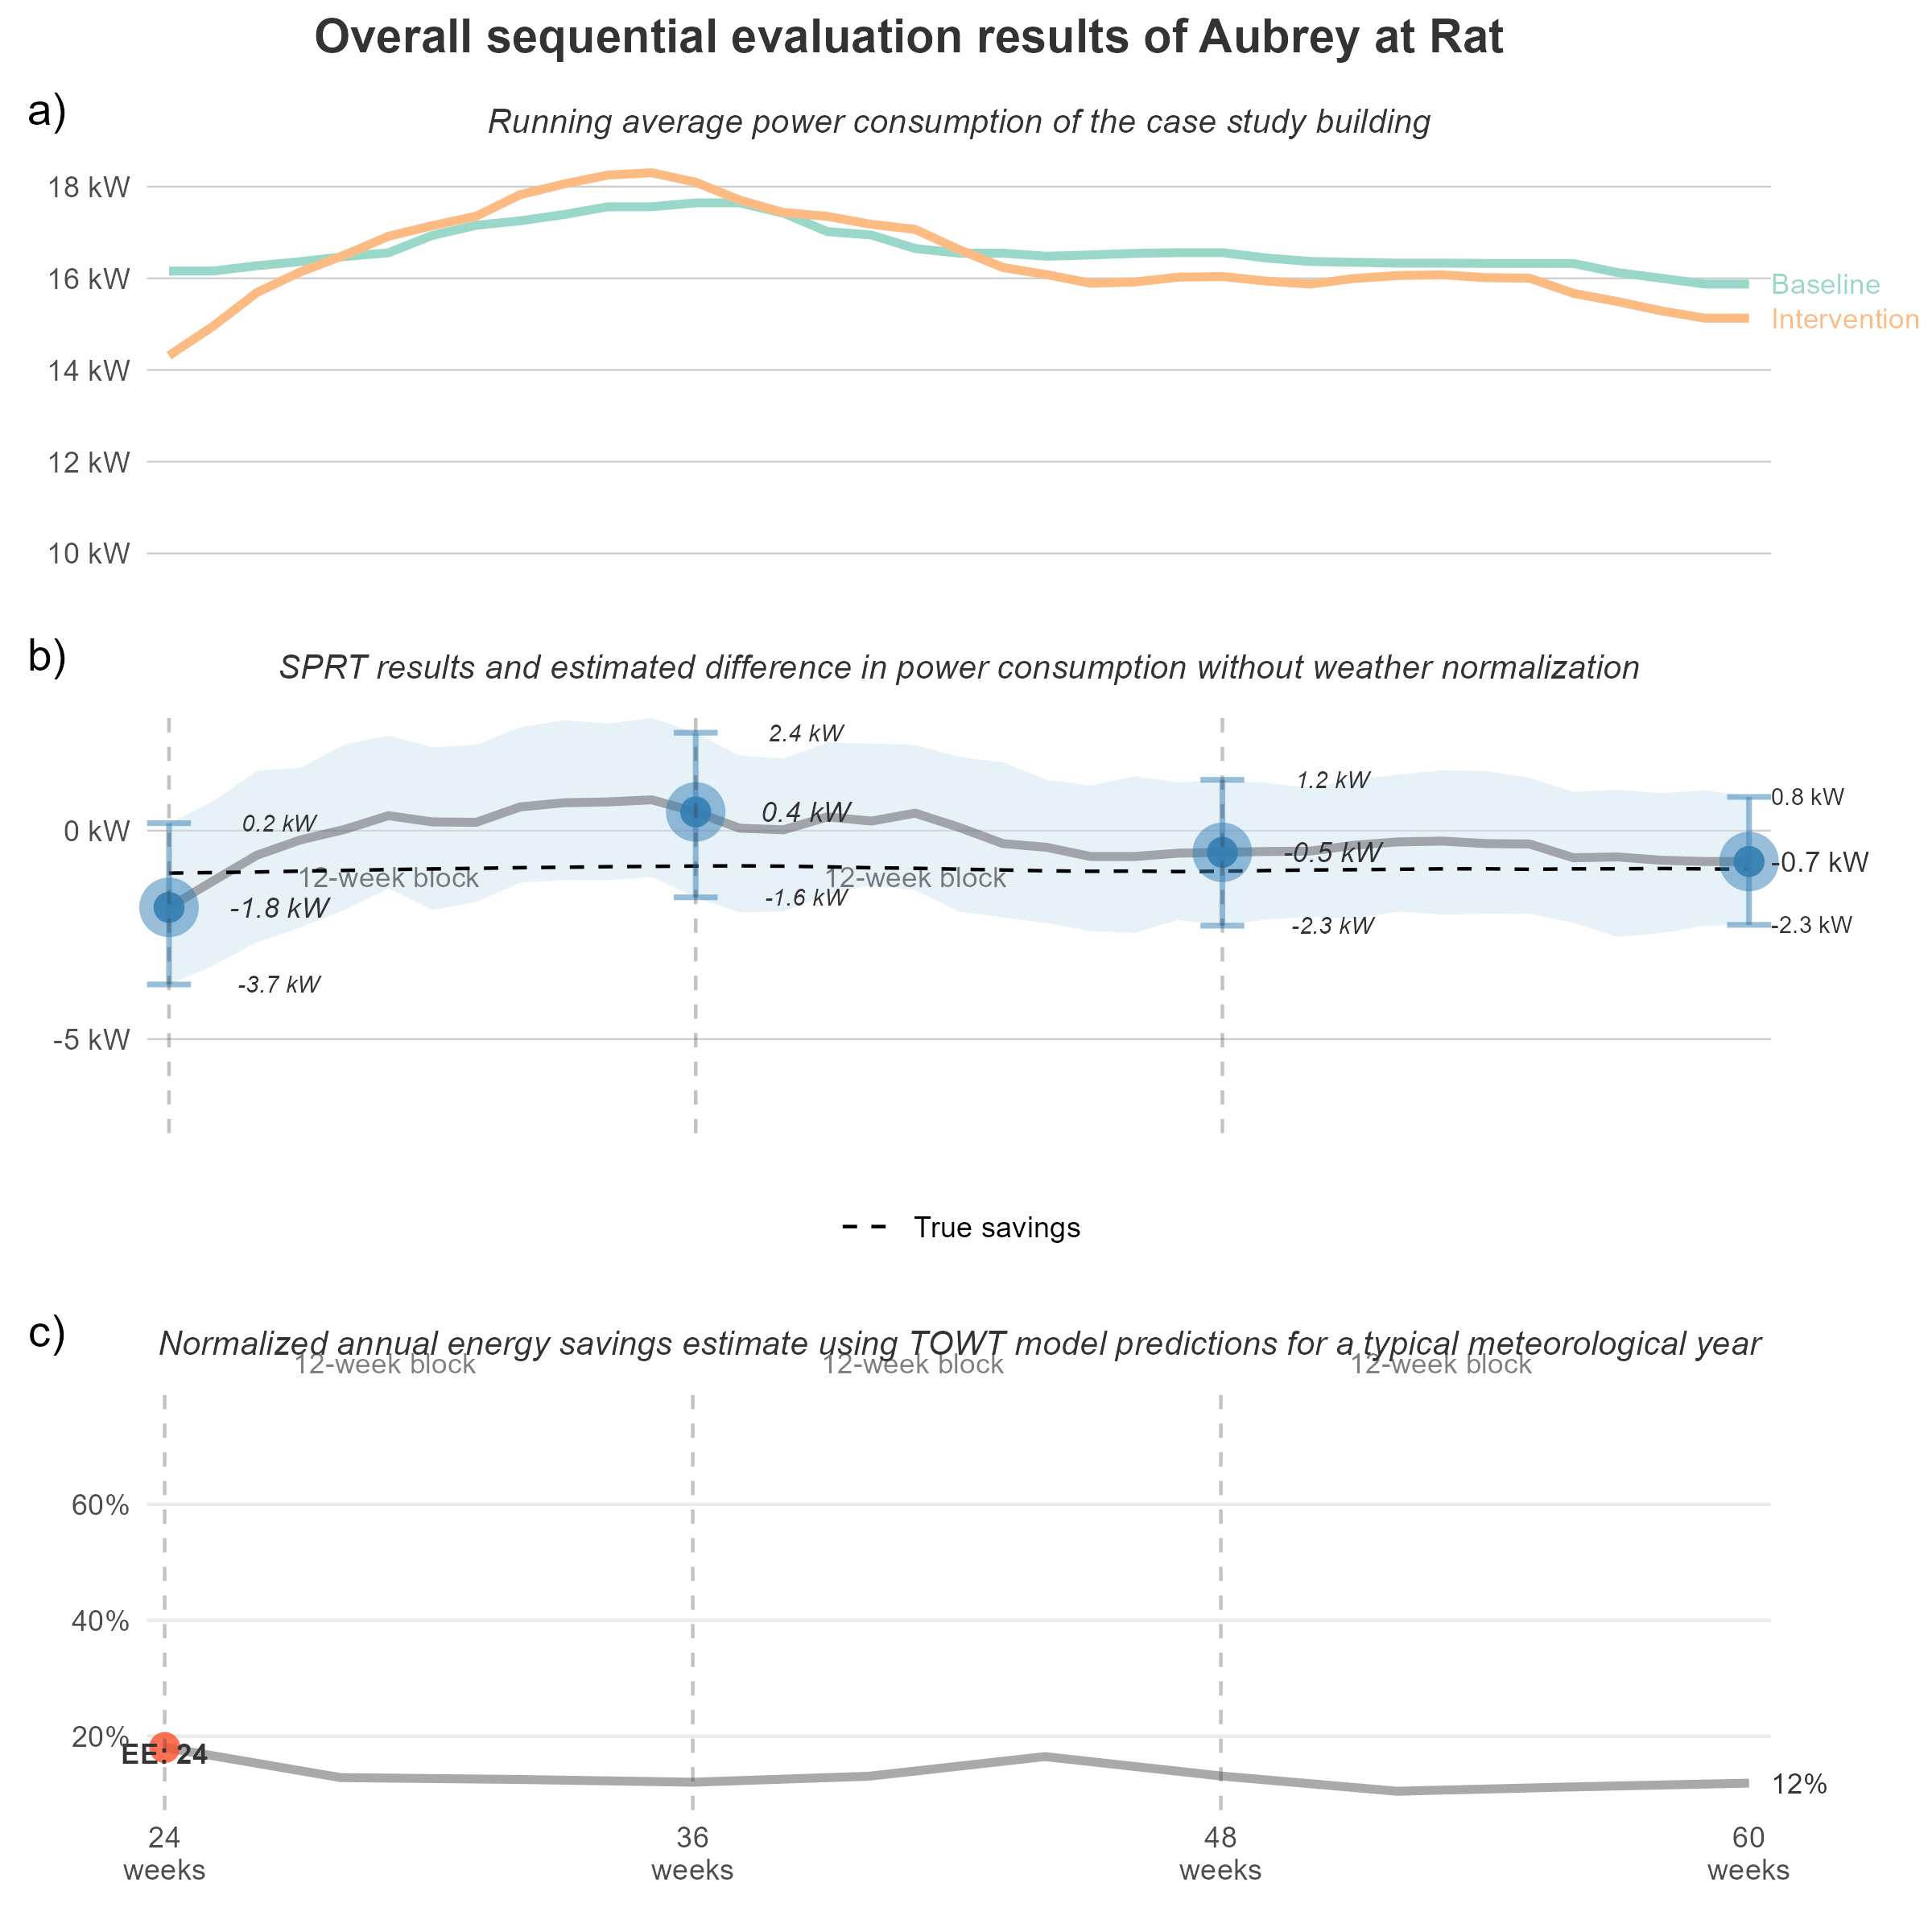 Overall sequential evaluation results of Aubrey at Rat
a)
Running average power consumption of the case study building
18 kW
16 kW
14 kW
12 kW
10 kW
Baseline
Intervention
b)
SPRT results and estimated difference in power consumption without weather normalization
2.4 kW
1.2 kW
0.8 kW
0.2 kW
0 kW
0.4 kW
-0.5 kW
-0.7 kW
12-week block
12-week block
-1.8 kW
-1.6 kW
-2.3 kW
-2.3 kW
-3.7 kW
-5 kW
True savings
c)
Normalized annual energy savings estimate using TOWT model predictions for a typical meteorological year
12-week block
12-week block
12-week block
60%
40%
20%
EE: 24
12%
24 weeks
36 weeks
48 weeks
60 weeks